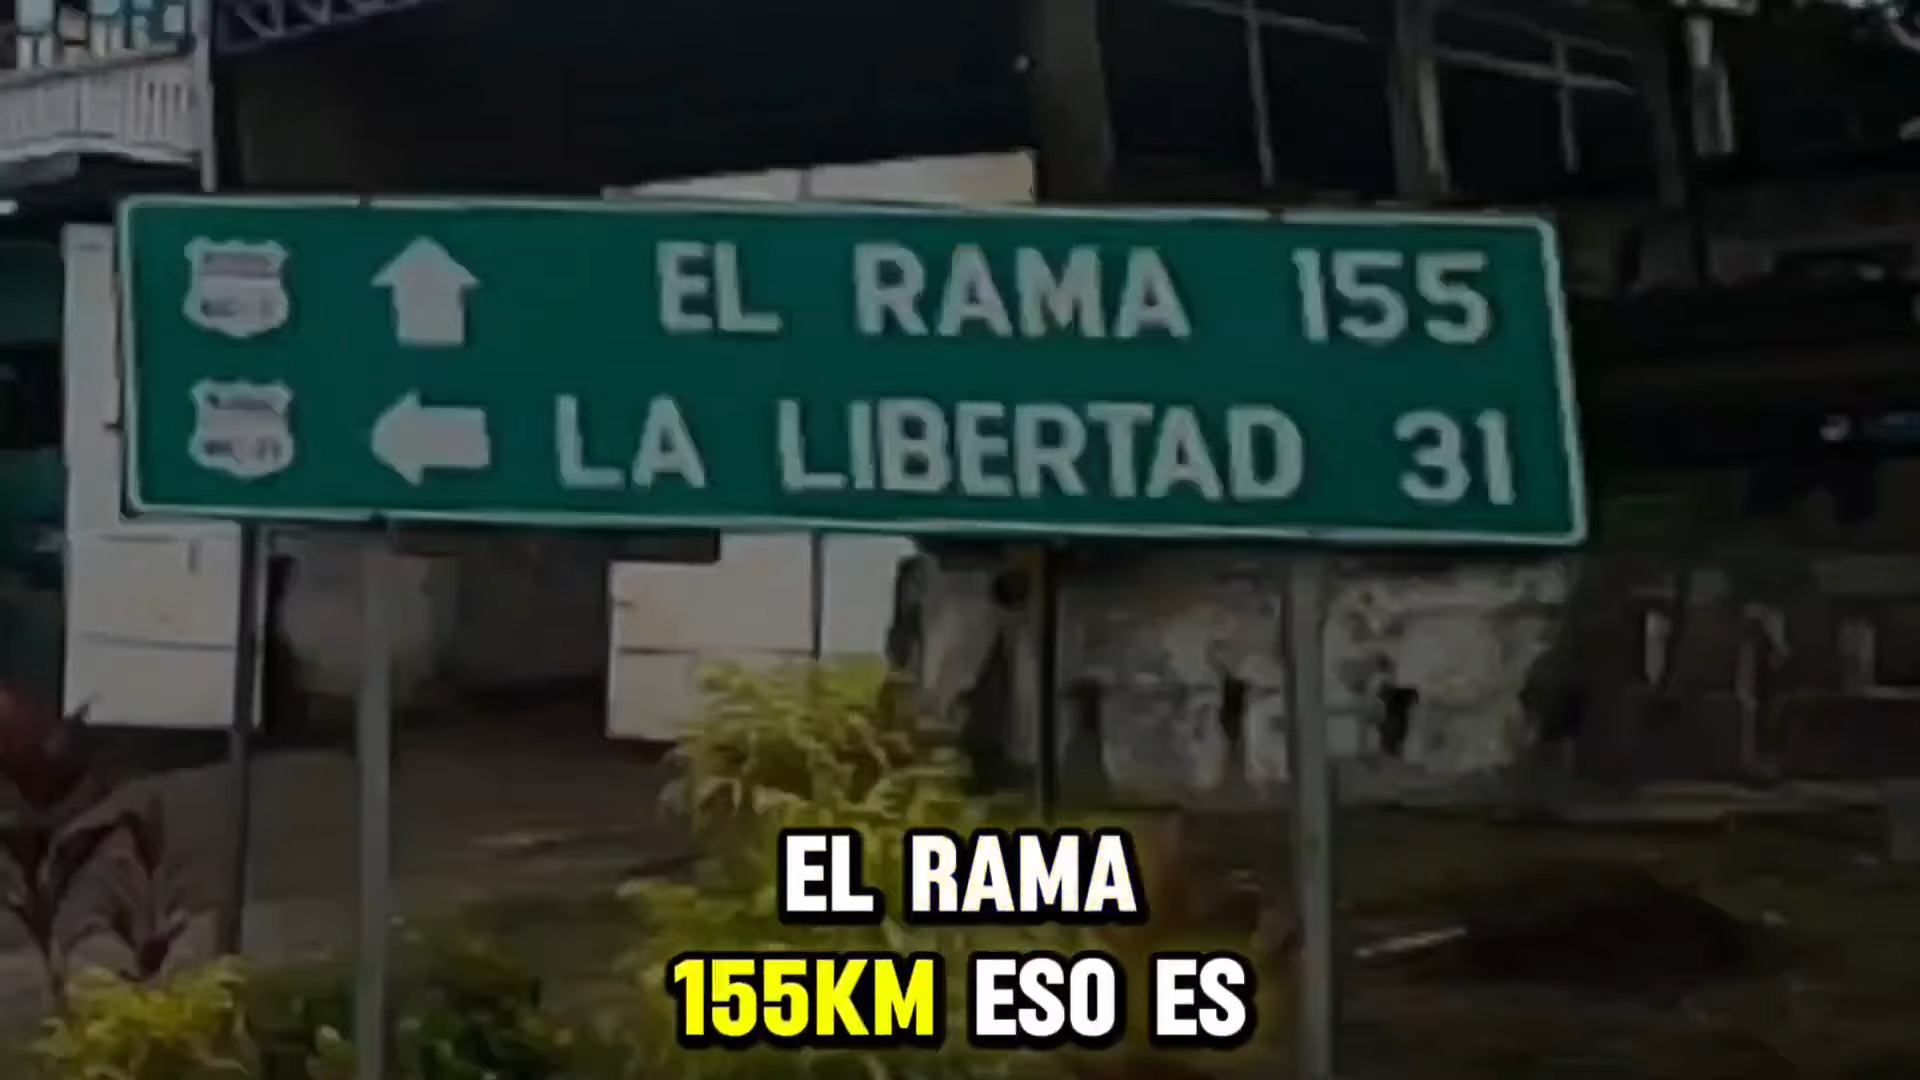 EL RAMA 155
LA LIBERTAD 31
EL RAMA
155KM ESO ES